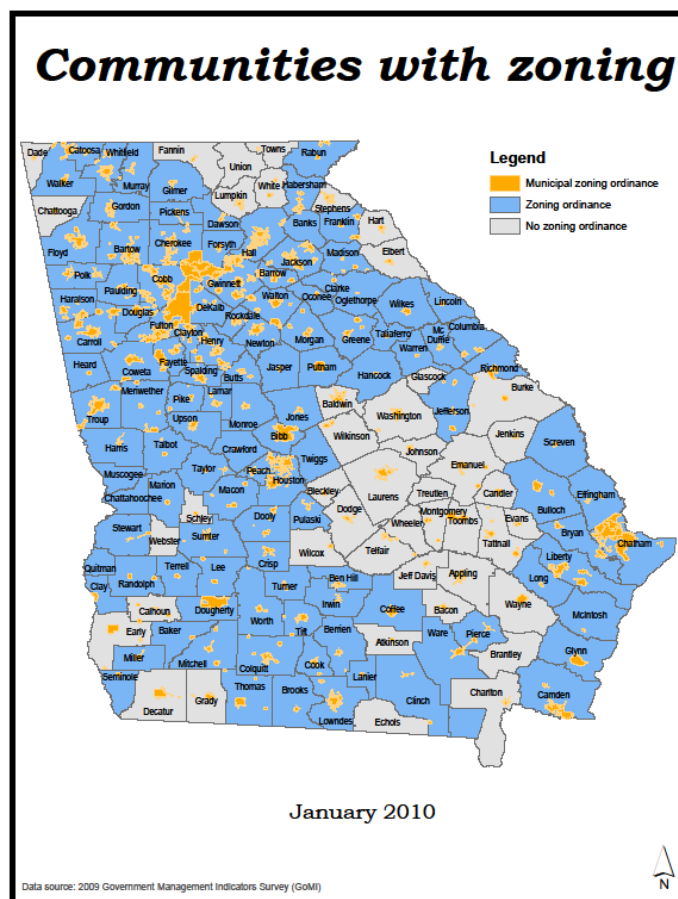 Communities with zoning
Legend
Municipal zoning ordinance
Zoning ordinance
No zoning ordinance
Dade
Catoosa
Whitfield
Fannin
Towns
Rabun
Union
Walker
Murray
Gilmer
White
Habersham
Lumpkin
Stephens
Chattooga
Gordon
Pickens
Dawson
Banks
Franklin
Hart
Floyd
Bartow
Cherokee
Forsyth
Hall
Madison
Elbert
Jackson
Polk
Cobb
Barrow
Paulding
Gwinnett
Clarke
Haralson
Walton
Oconee
Oglethorpe
Wilkes
Lincoln
Douglas
DeKalb
Rockdale
Fulton
Clayton
Morgan
Greene
Taliaferro
Mc
Duffie
Columbia
Carroll
Henry
Newton
Warren
Heard
Coweta
Fayette
Spalding
Butts
Jasper
Putnam
Hancock
Glascock
Richmond
Burke
Meriwether
Pike
Lamar
Baldwin
Jefferson
Troup
Upson
Monroe
Jones
Washington
Bibb
Wilkinson
Jenkins
Screven
Harris
Talbot
Crawford
Twiggs
Johnson
Emanuel
Muscogee
Taylor
Peach
Houston
Bleckley
Laurens
Treutlen
Candler
Effingham
Marion
Macon
Chattahoochee
Dooly
Pulaski
Dodge
Montgomery
Wheeler
Toombs
Evans
Bulloch
Bryan
Stewart
Schley
Webster
Sumter
Wilcox
Telfair
Tattnall
Chatham
Liberty
Quitman
Randolph
Terrell
Lee
Crisp
Ben Hill
Jeff Davis
Appling
Long
Clay
Turner
Irwin
Coffee
Bacon
Wayne
McIntosh
Calhoun
Dougherty
Worth
Tift
Early
Baker
Berrien
Atkinson
Ware
Pierce
Miller
Mitchell
Colquitt
Cook
Brantley
Glynn
Seminole
Lanier
Thomas
Brooks
Clinch
Charlton
Camden
Decatur
Grady
Lowndes
Echols
January 2010
Data source: 2009 Government Management Indicators Survey (GoMI)
N